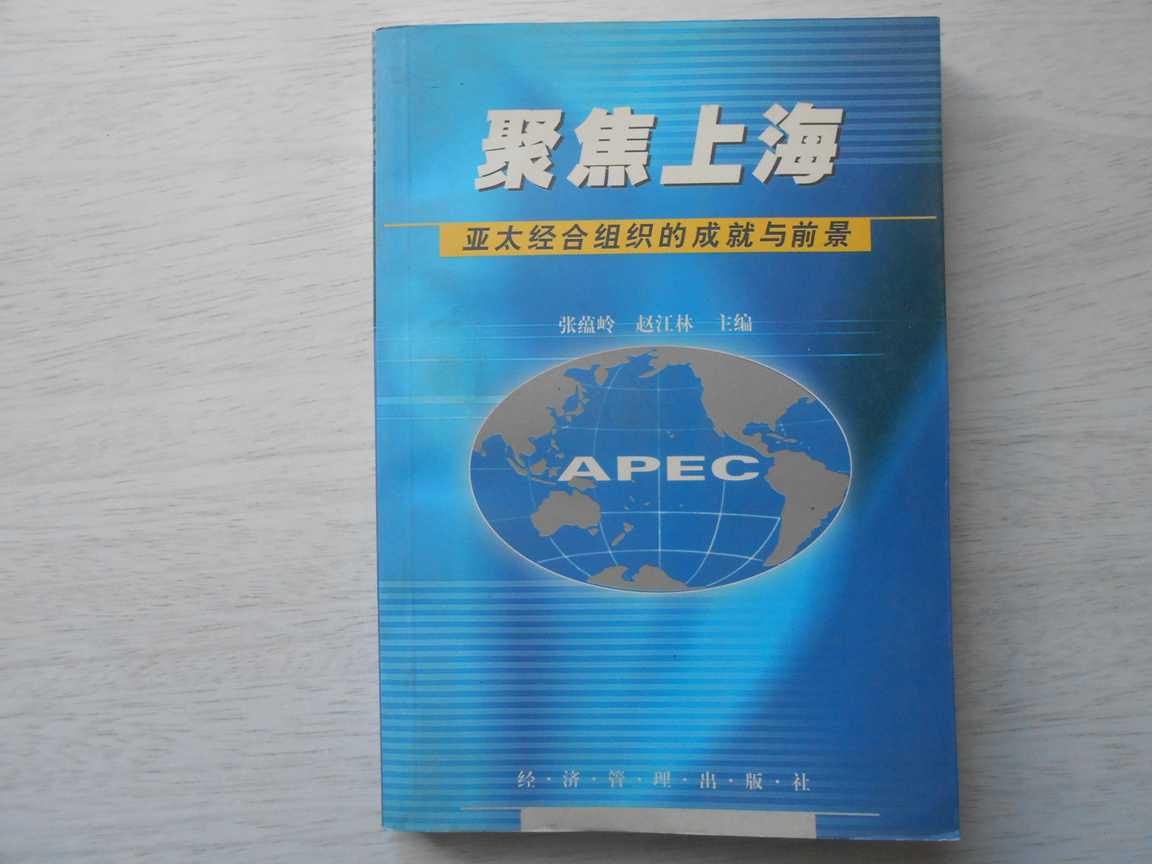 聚焦上海
亚太经合组织的成就与前景
张蕴岭 赵江林 主编
APEC
经·济·管·理·出·版·社